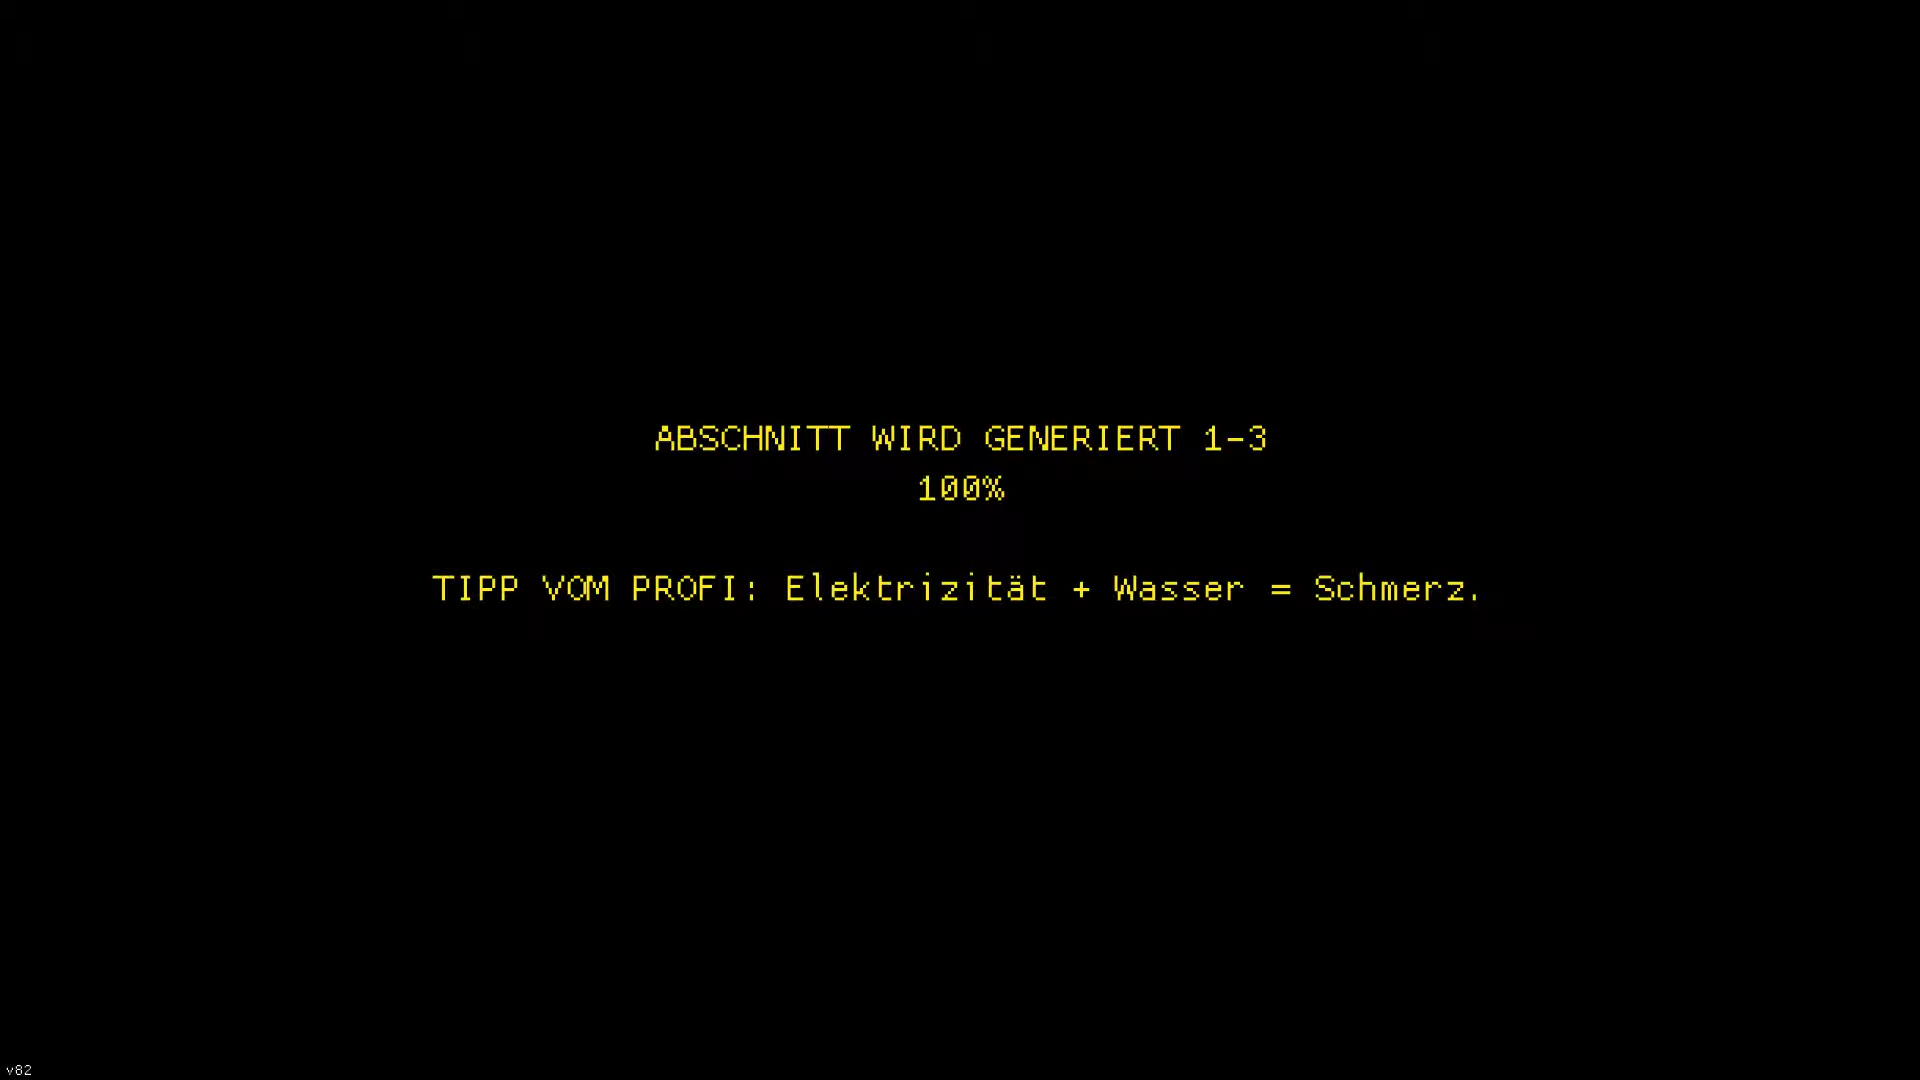 ABSCHNITT WIRD GENERIERT 1-3
100%
TIPP VOM PROFI: Elektrizität + Wasser = Schmerz.
v82